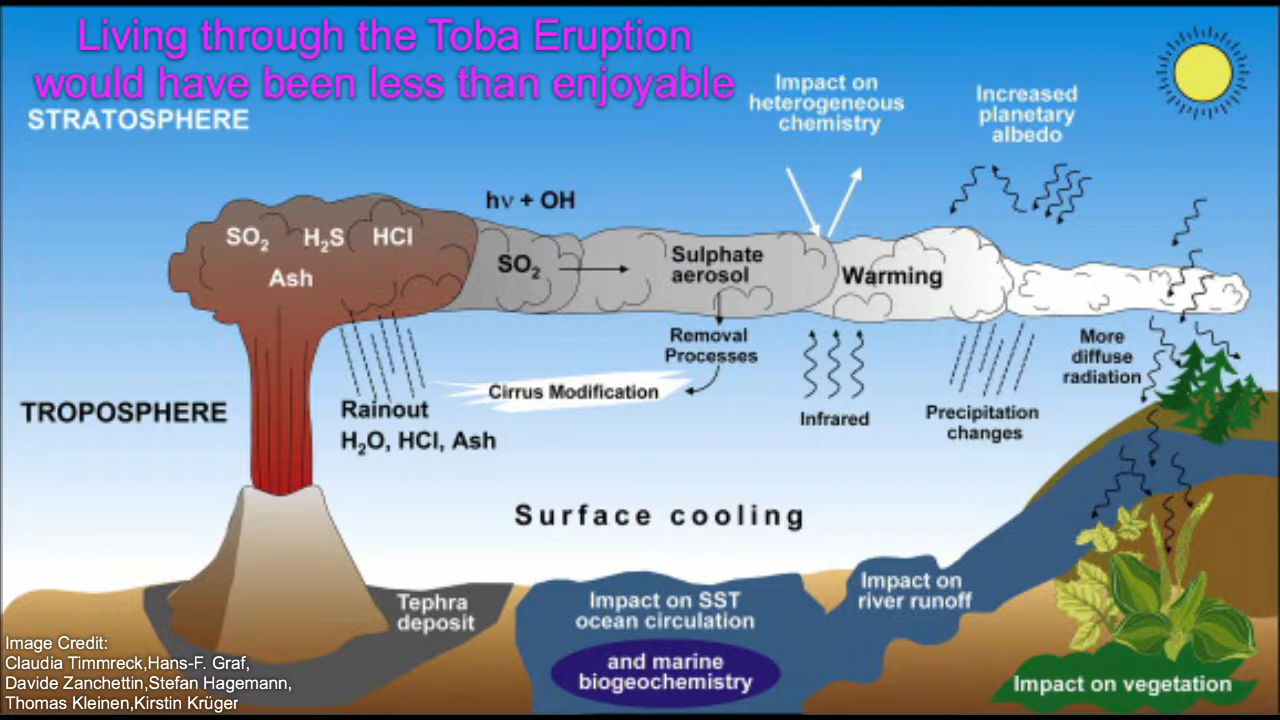 Living through the Toba Eruption
would have been less than enjoyable
STRATOSPHERE
Impact on
heterogeneous
chemistry
Increased
planetary
albedo
hν + OH
SO₂ H₂S HCl
Ash
SO₂
Sulphate
aerosol
Warming
Removal
Processes
Cirrus Modification
Infrared
More
diffuse
radiation
Precipitation
changes
TROPOSPHERE
Rainout
H₂O, HCl, Ash
Surface cooling
Tephra
deposit
Impact on SST
ocean circulation
and marine
biogeochemistry
Impact on
river runoff
Impact on vegetation
Image Credit:
Claudia Timmreck,Hans-F. Graf,
Davide Zanchettin,Stefan Hagemann,
Thomas Kleinen,Kirstin Krüger